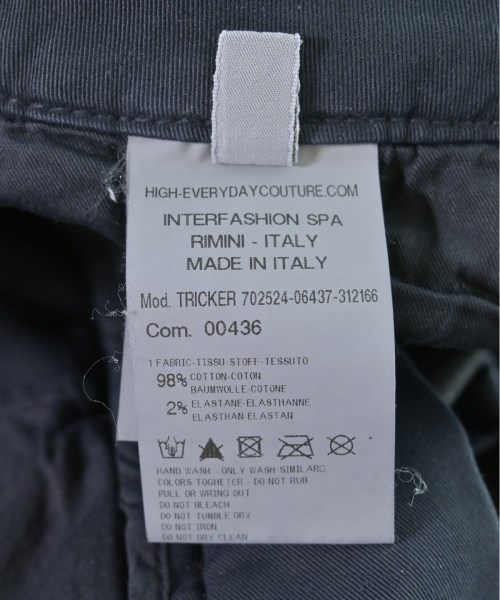 HIGH-EVERYDAYCOUTURE.COM
INTERFASHION SPA
RIMINI - ITALY
MADE IN ITALY
Mod. TRICKER 702524-06437-312166
Com. 00436
1 FABRIC-TISSU-STOFF-TESSUTO
98% COTTON-COTON
BAUMWOLLE-COTONE
2% ELASTANE-ELASTHANNE
ELASTHAN-ELASTAN
HAND WASH - ONLY WASH SIMILARD
COLORS TOGHETER - DO NOT RUB
PULL OR WRING OUT
DO NOT BLEACH
DO NOT TUMBLE DRY
DO NOT IRON
DO NOT DRY CLEAN